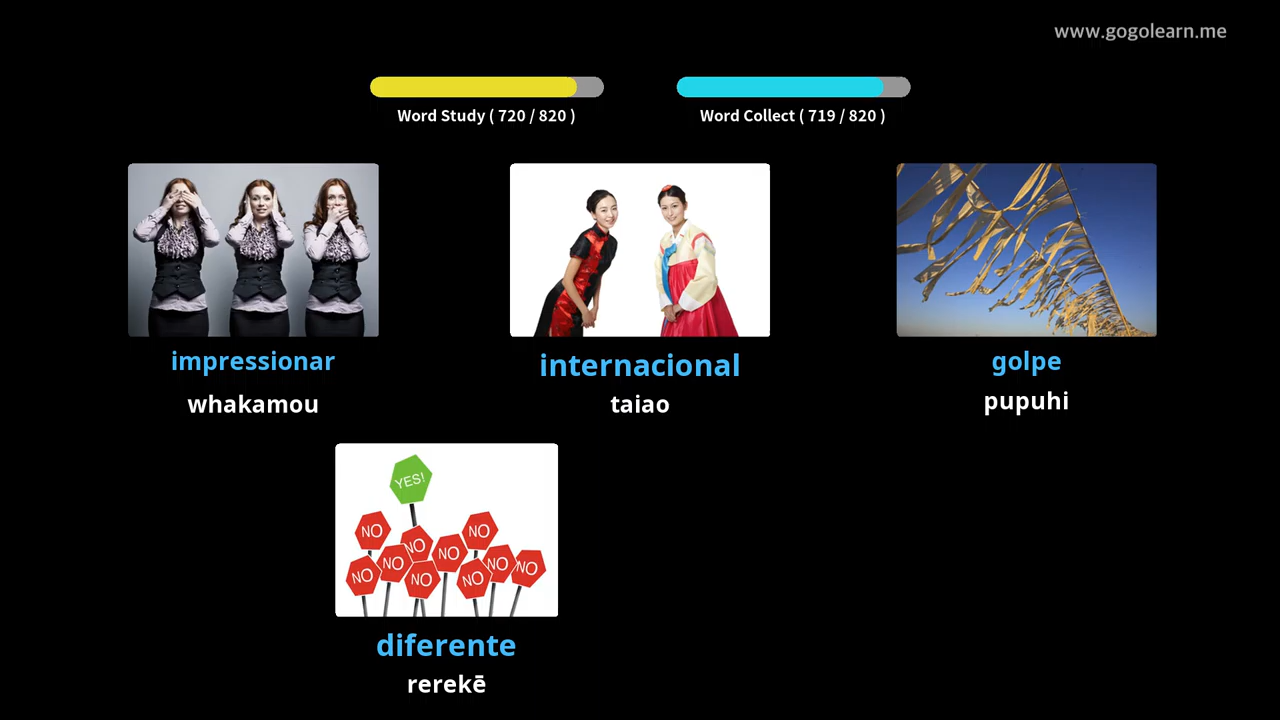 www.gogolearn.me
Word Study ( 720 / 820 )
Word Collect ( 719 / 820 )
impressionar
internacional
golpe
whakamou
taiao
pupuhi
YES!
NO
NO
NO
NO
NO
NO
NO
NO
NO
NO
diferente
rerekē